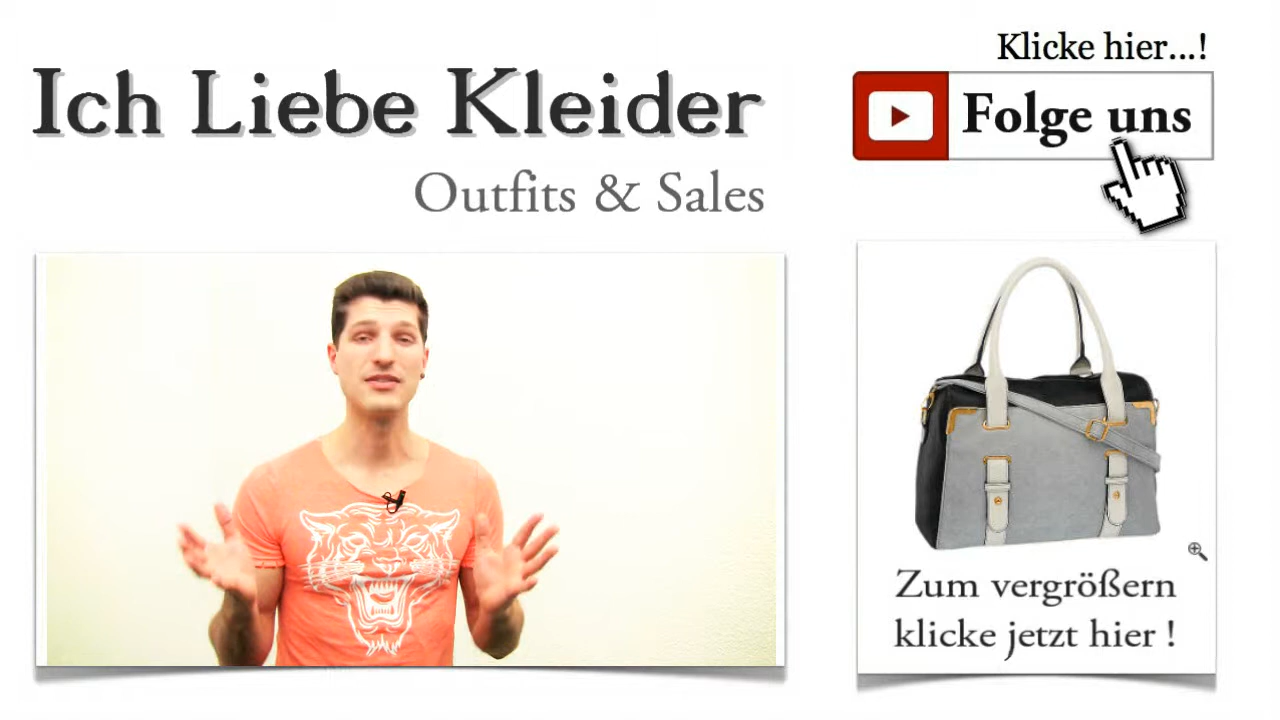 Ich Liebe Kleider
Outfits & Sales
Klicke hier...!
Folge uns
Zum vergrößern
klicke jetzt hier !